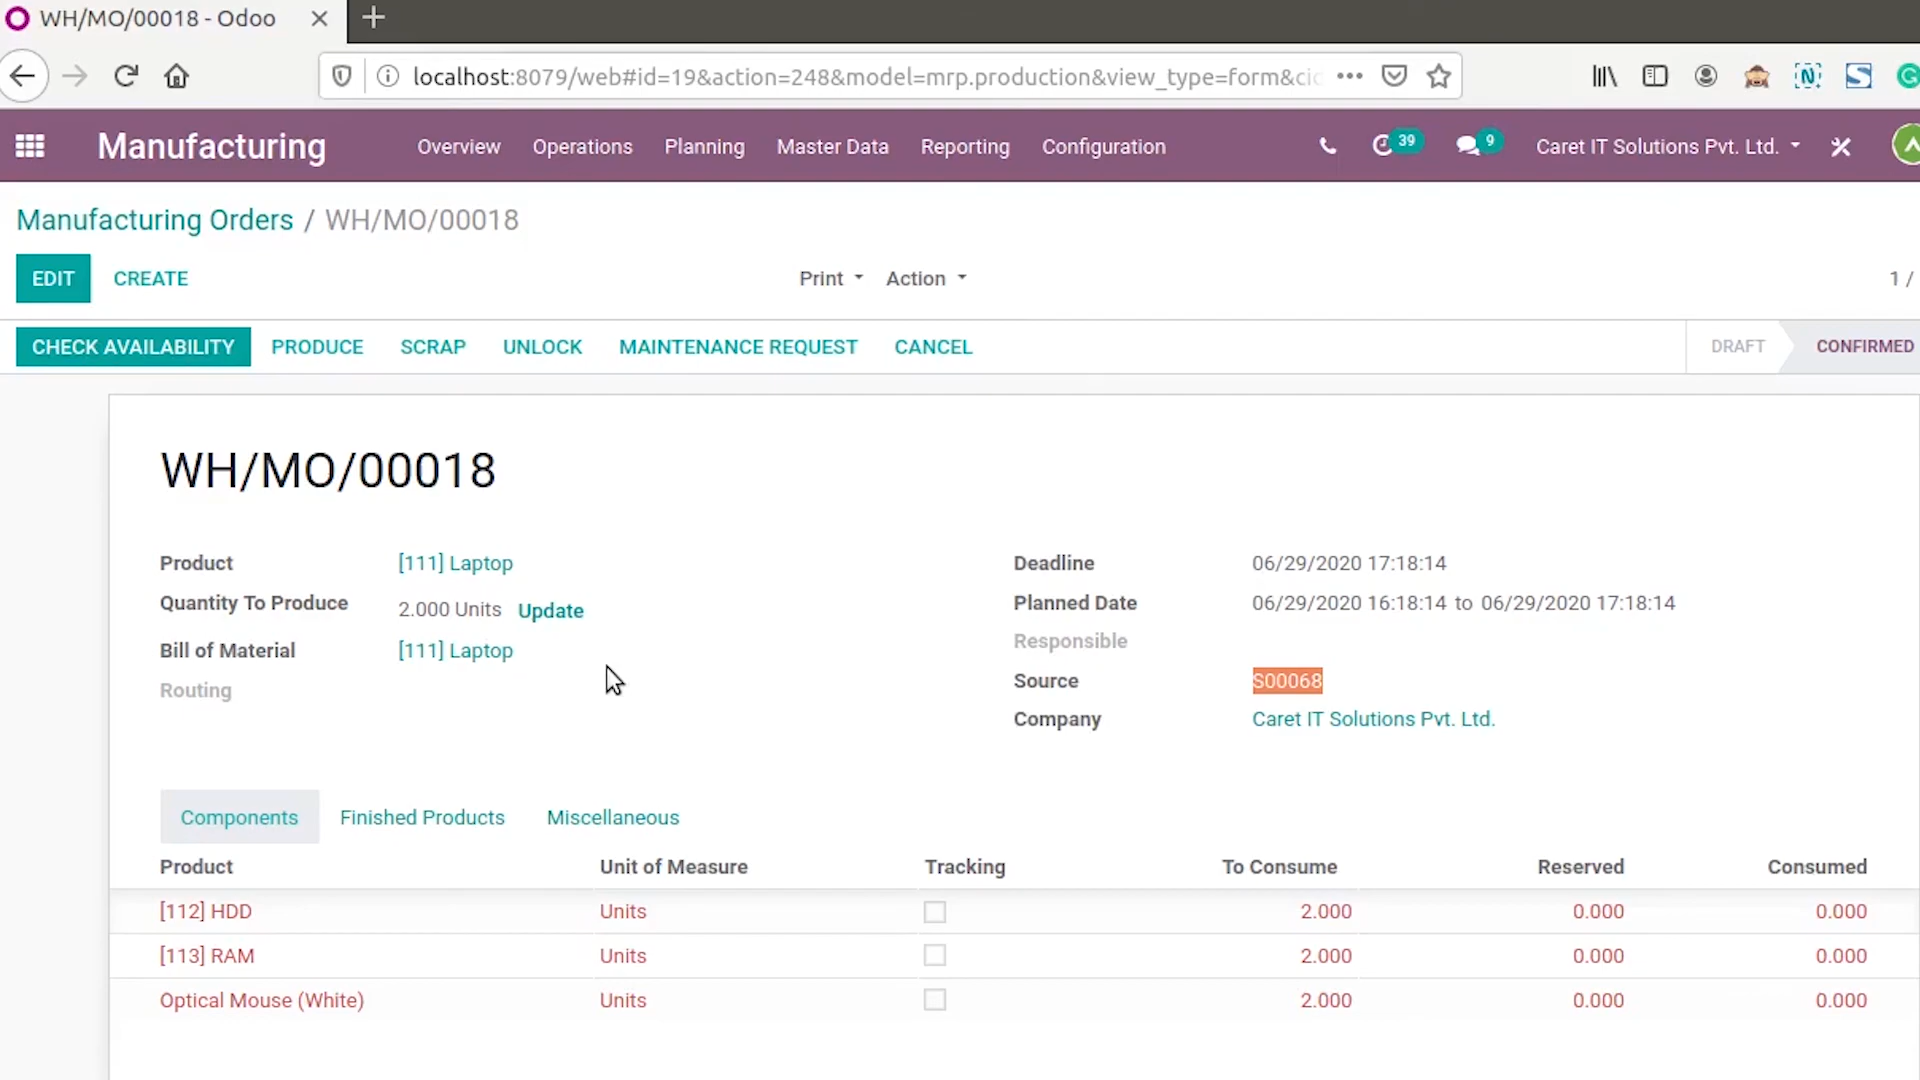 WH/MO/00018 - Odoo
localhost:8079/web#id=19&action=248&model=mrp.production&view_type=form&cid
Manufacturing Overview Operations Planning Master Data Reporting Configuration 39 9 Caret IT Solutions Pvt. Ltd.
Manufacturing Orders / WH/MO/00018
EDIT CREATE Print Action 1 /
CHECK AVAILABILITY PRODUCE SCRAP UNLOCK MAINTENANCE REQUEST CANCEL DRAFT CONFIRMED
WH/MO/00018
Product [111] Laptop Deadline 06/29/2020 17:18:14
Quantity To Produce 2.000 Units Update Planned Date 06/29/2020 16:18:14 to 06/29/2020 17:18:14
Responsible
Bill of Material [111] Laptop
Source S00068
Routing
Company Caret IT Solutions Pvt. Ltd.
Components Finished Products Miscellaneous
Product Unit of Measure Tracking To Consume Reserved Consumed
[112] HDD Units 2.000 0.000 0.000
[113] RAM Units 2.000 0.000 0.000
Optical Mouse (White) Units 2.000 0.000 0.000